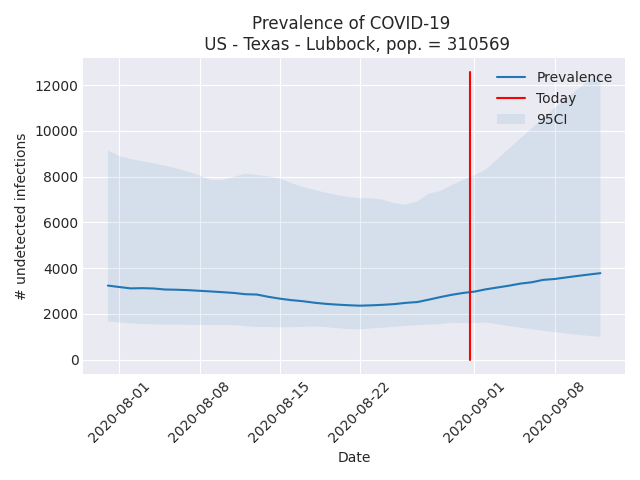 Prevalence of COVID-19
US - Texas - Lubbock, pop. = 310569
Prevalence
Today
95CI
# undetected infections
12000
10000
8000
6000
4000
2000
0
2020-08-01
2020-08-08
2020-08-15
2020-08-22
2020-09-01
2020-09-08
Date